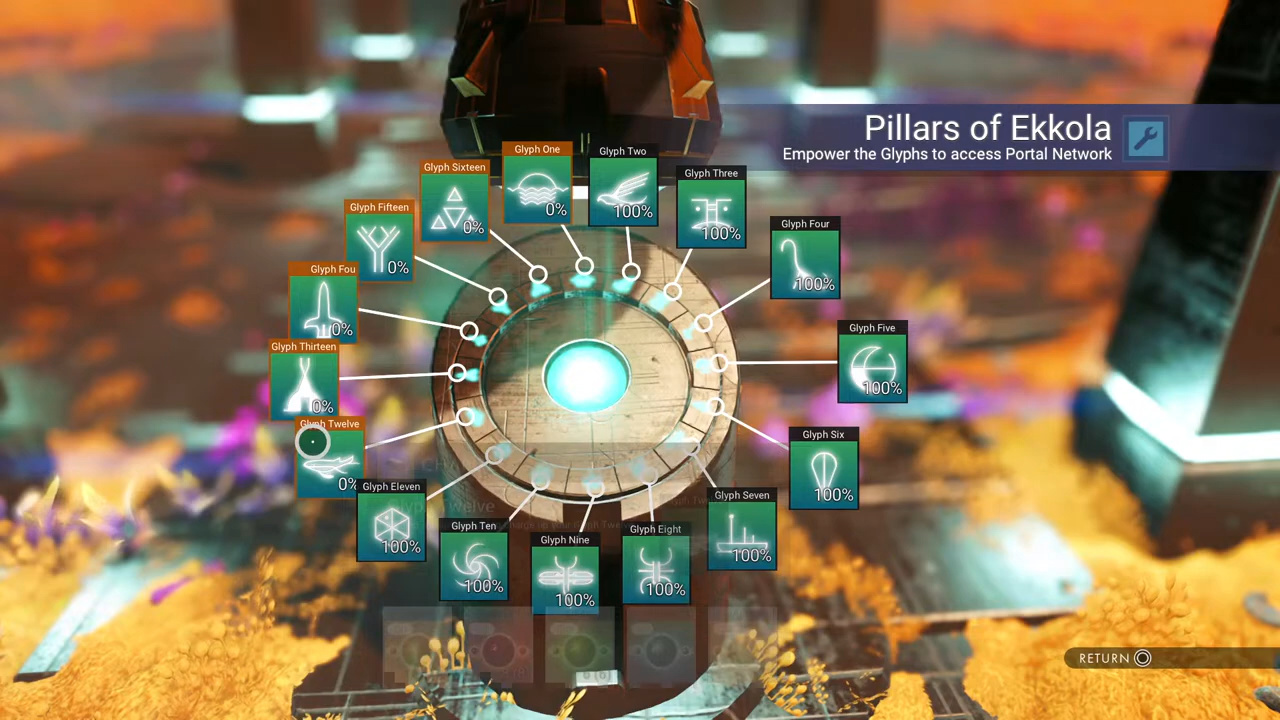 Pillars of Ekkola
Empower the Glyphs to access Portal Network
Glyph One
0%
Glyph Two
100%
Glyph Three
100%
Glyph Four
100%
Glyph Five
100%
Glyph Six
100%
Glyph Seven
100%
Glyph Eight
100%
Glyph Nine
100%
Glyph Ten
100%
Glyph Eleven
100%
Glyph Twelve
0%
Glyph Thirteen
0%
Glyph Fou
0%
Glyph Fifteen
0%
Glyph Sixteen
0%
RETURN